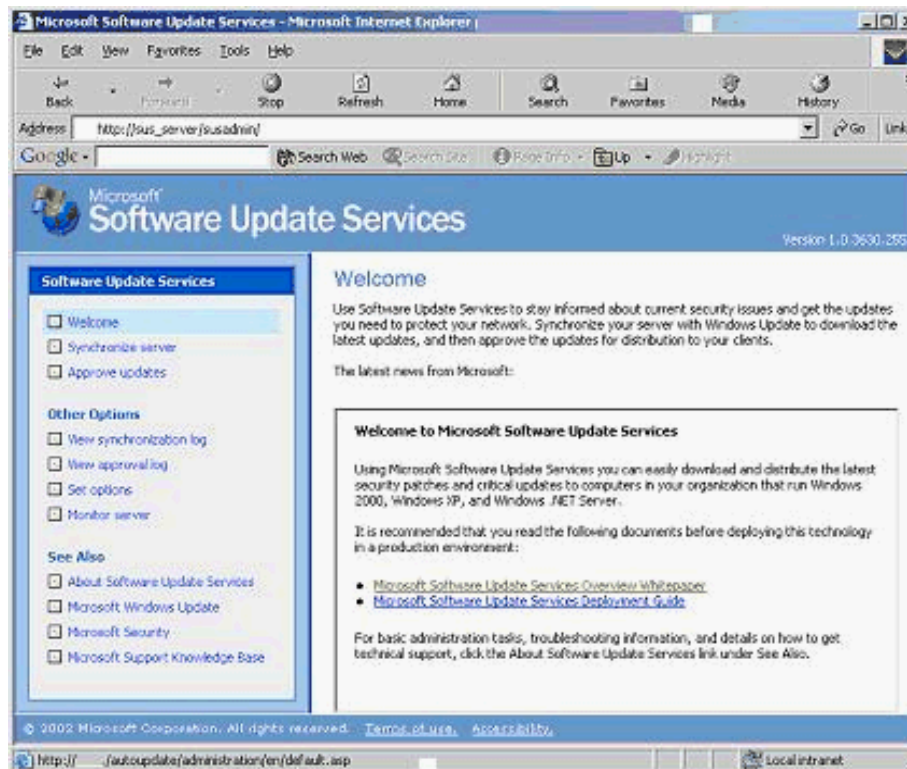 Microsoft Software Update Services - Microsoft Internet Explorer
File Edit View Favorites Tools Help
Back Forward Stop Refresh Home Search Favorites Media History
Address http://sus_server/susadmin/ Go Link
Google Search Web Search Site Page Info Up Highlight
Microsoft
Software Update Services
Version 1.0.3630.255
Software Update Services
Welcome
Synchronize server
Approve updates
Other Options
View synchronization log
View approval log
Set options
Monitor server
See Also
About Software Update Services
Microsoft Windows Update
Microsoft Security
Microsoft Support Knowledge Base
Welcome
Use Software Update Services to stay informed about current security issues and get the updates
you need to protect your network. Synchronize your server with Windows Update to download the
latest updates, and then approve the updates for distribution to your clients.
The latest news from Microsoft:
Welcome to Microsoft Software Update Services
Using Microsoft Software Update Services you can easily download and distribute the latest
security patches and critical updates to computers in your organization that run Windows
2000, Windows XP, and Windows .NET Server.
It is recommended that you read the following documents before deploying this technology
in a production environment:
• Microsoft Software Update Services Overview Whitepaper
• Microsoft Software Update Services Deployment Guide
For basic administration tasks, troubleshooting information, and details on how to get
technical support, click the About Software Update Services link under See Also.
© 2002 Microsoft Corporation. All rights reserved. Terms of use. Accessibility.
http:// /autoupdate/administration/en/default.asp Local intranet